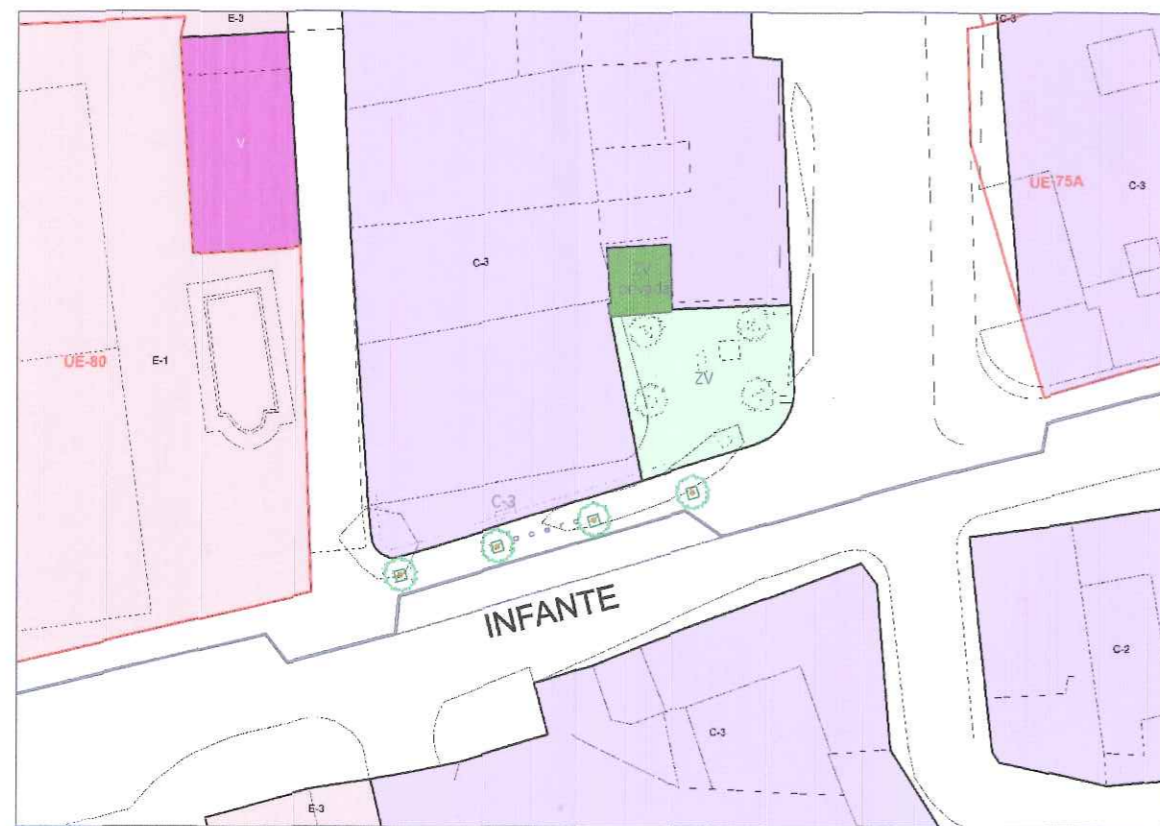 E-3
C-3
V
UE-75A
C-3
C-3
ZV
privada
UE-80
E-1
ZV
C-3
INFANTE
C-2
C-3
E-3